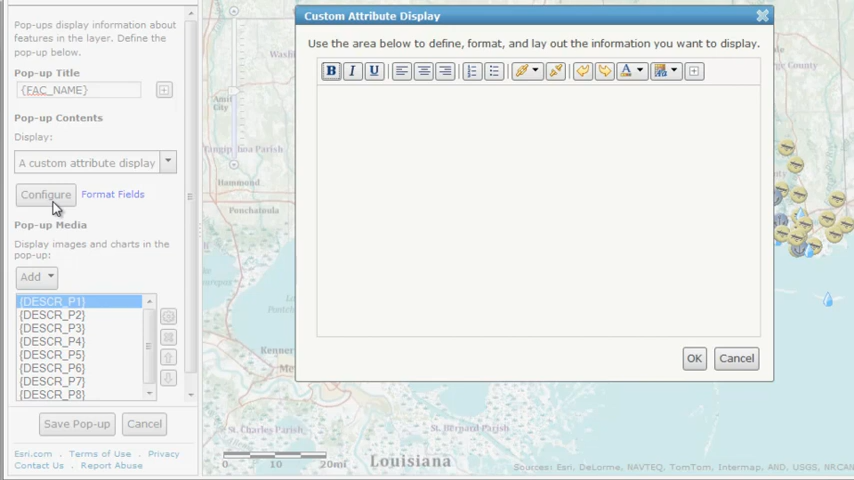 Pop-ups display information about
features in the layer. Define the
pop-up below.
Pop-up Title
{FAC_NAME}
Pop-up Contents
Display:
A custom attribute display
Configure
Format Fields
Pop-up Media
Display images and charts in the
pop-up:
Add
{DESCR_P1}
{DESCR_P2}
{DESCR_P3}
{DESCR_P4}
{DESCR_P5}
{DESCR_P6}
{DESCR_P7}
{DESCR_P8}
Save Pop-up
Cancel
Esri.com . Terms of Use . Privacy
Contact Us . Report Abuse
Custom Attribute Display
Use the area below to define, format, and lay out the information you want to display.
B I U
A
OK
Cancel
Amit
City
Tangipahoa Parish
Hammond
Ponchatoula
Kenner
St. Charles Parish
St. Bernard Parish
Louisiana
0 10 20mi
Sources: Esri, DeLorme, NAVTEQ, TomTom, Intermap, AND, USGS, NRCAN